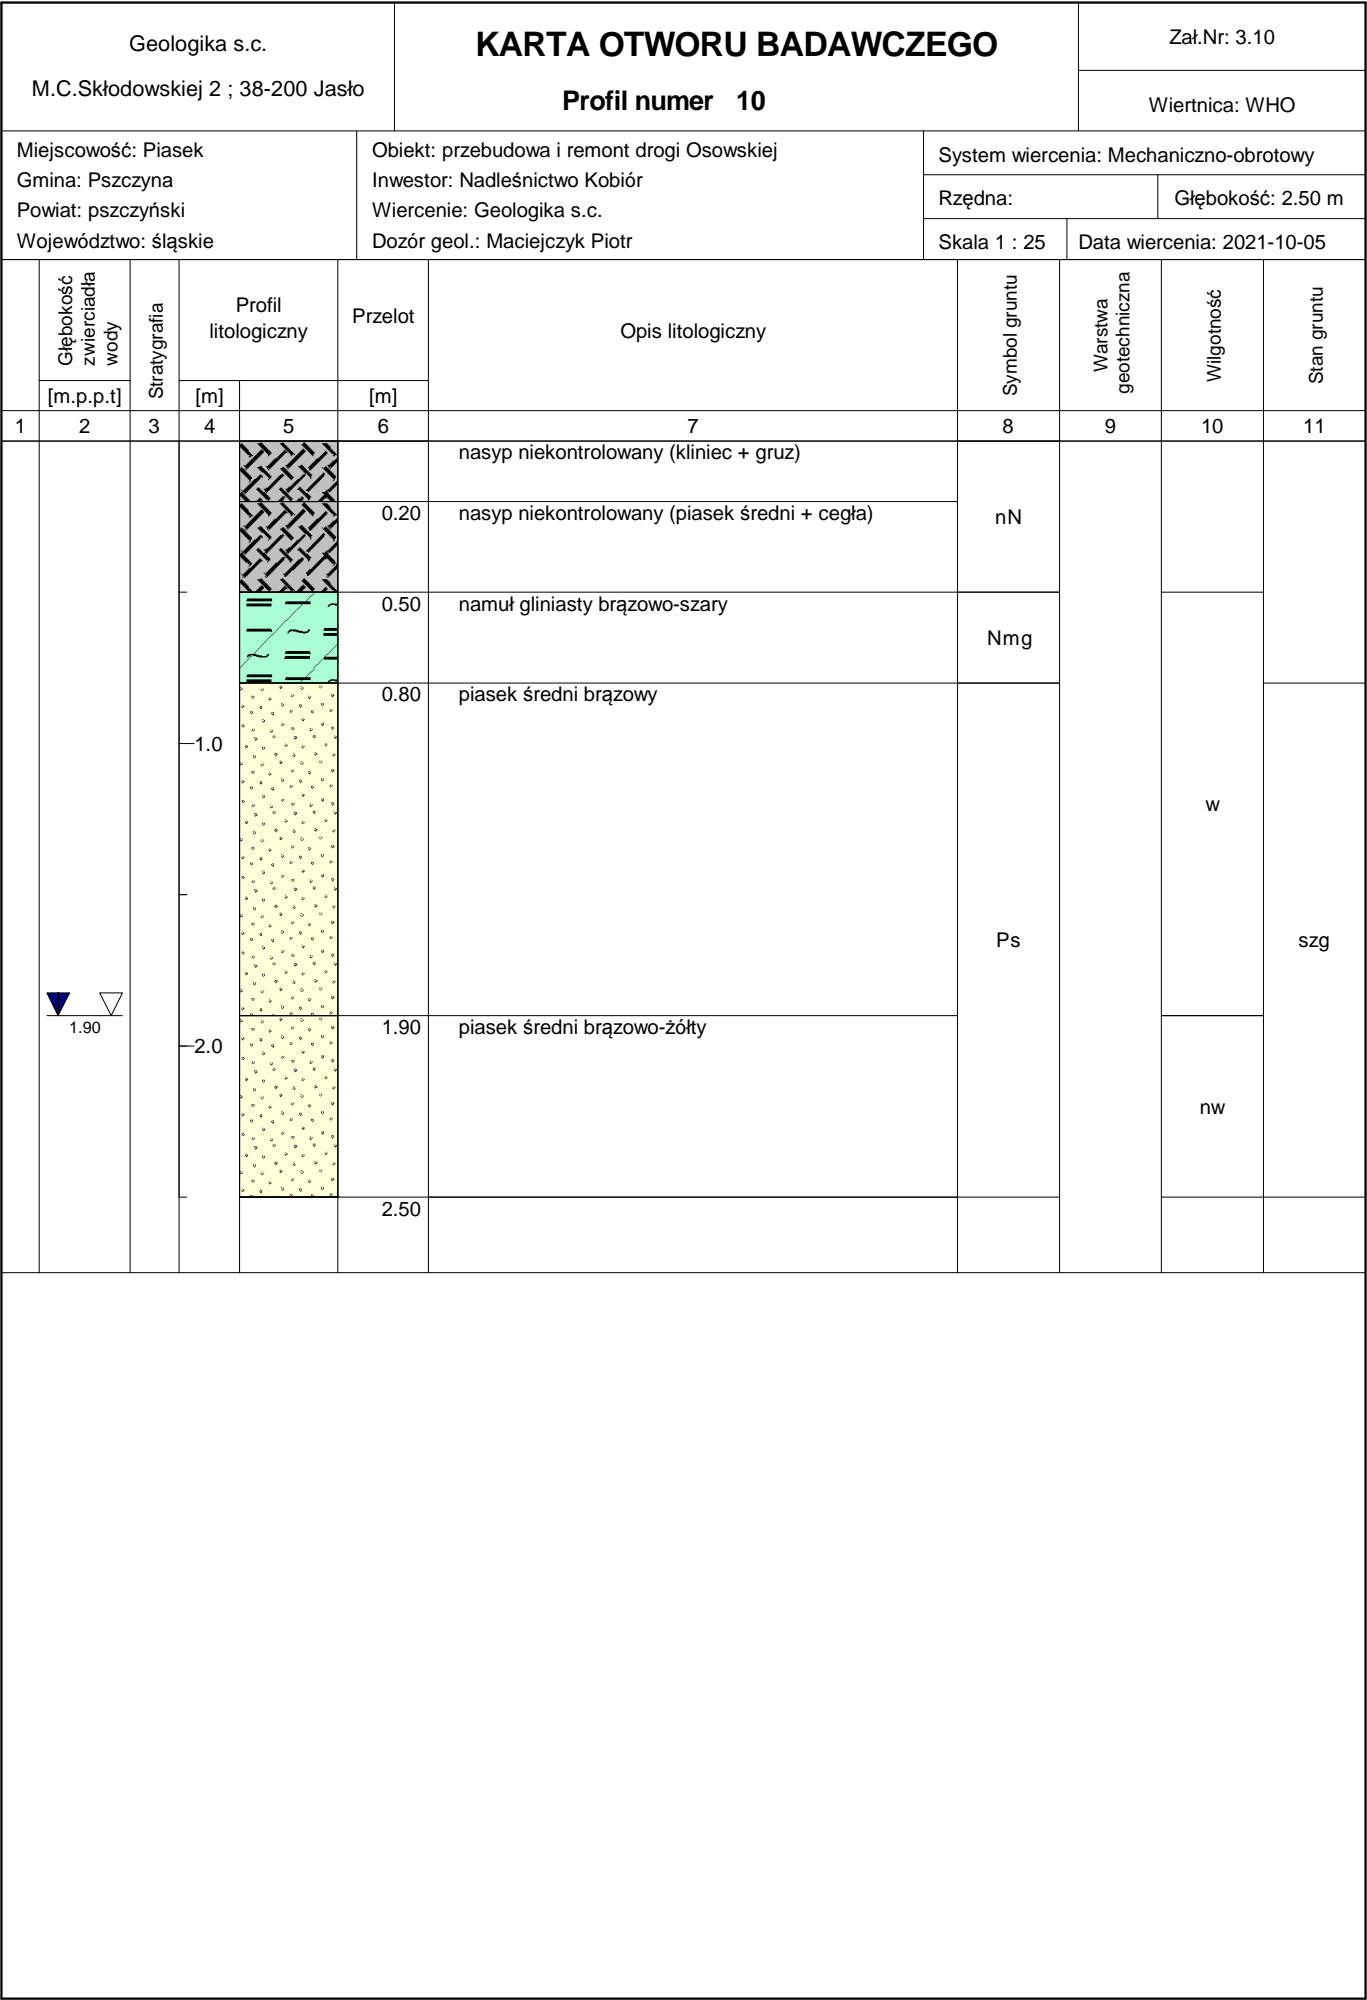 Geologika s.c.
M.C.Skłodowskiej 2 ; 38-200 Jasło
KARTA OTWORU BADAWCZEGO
Profil numer 10
Zał.Nr: 3.10
Wiertnica: WHO
Miejscowość: Piasek
Gmina: Pszczyna
Powiat: pszczyński
Województwo: śląskie
Obiekt: przebudowa i remont drogi Osowskiej
Inwestor: Nadleśnictwo Kobiór
Wiercenie: Geologika s.c.
Dozór geol.: Maciejczyk Piotr
System wiercenia: Mechaniczno-obrotowy
Rzędna:
Głębokość: 2.50 m
Skala 1 : 25
Data wiercenia: 2021-10-05
Głębokość
zwierciadła
wody
[m.p.p.t]
Stratygrafia
Profil
litologiczny
[m]
Przelot
[m]
Opis litologiczny
Symbol gruntu
Warstwa
geotechniczna
Wilgotność
Stan gruntu
1 2 3 4 5 6 7 8 9 10 11
nasyp niekontrolowany (kliniec + gruz)
0.20 nasyp niekontrolowany (piasek średni + cegła)
nN
0.50 namuł gliniasty brązowo-szary
Nmg
0.80 piasek średni brązowy
1.0
w
Ps
szg
1.90
1.90 piasek średni brązowo-żółty
2.0
nw
2.50